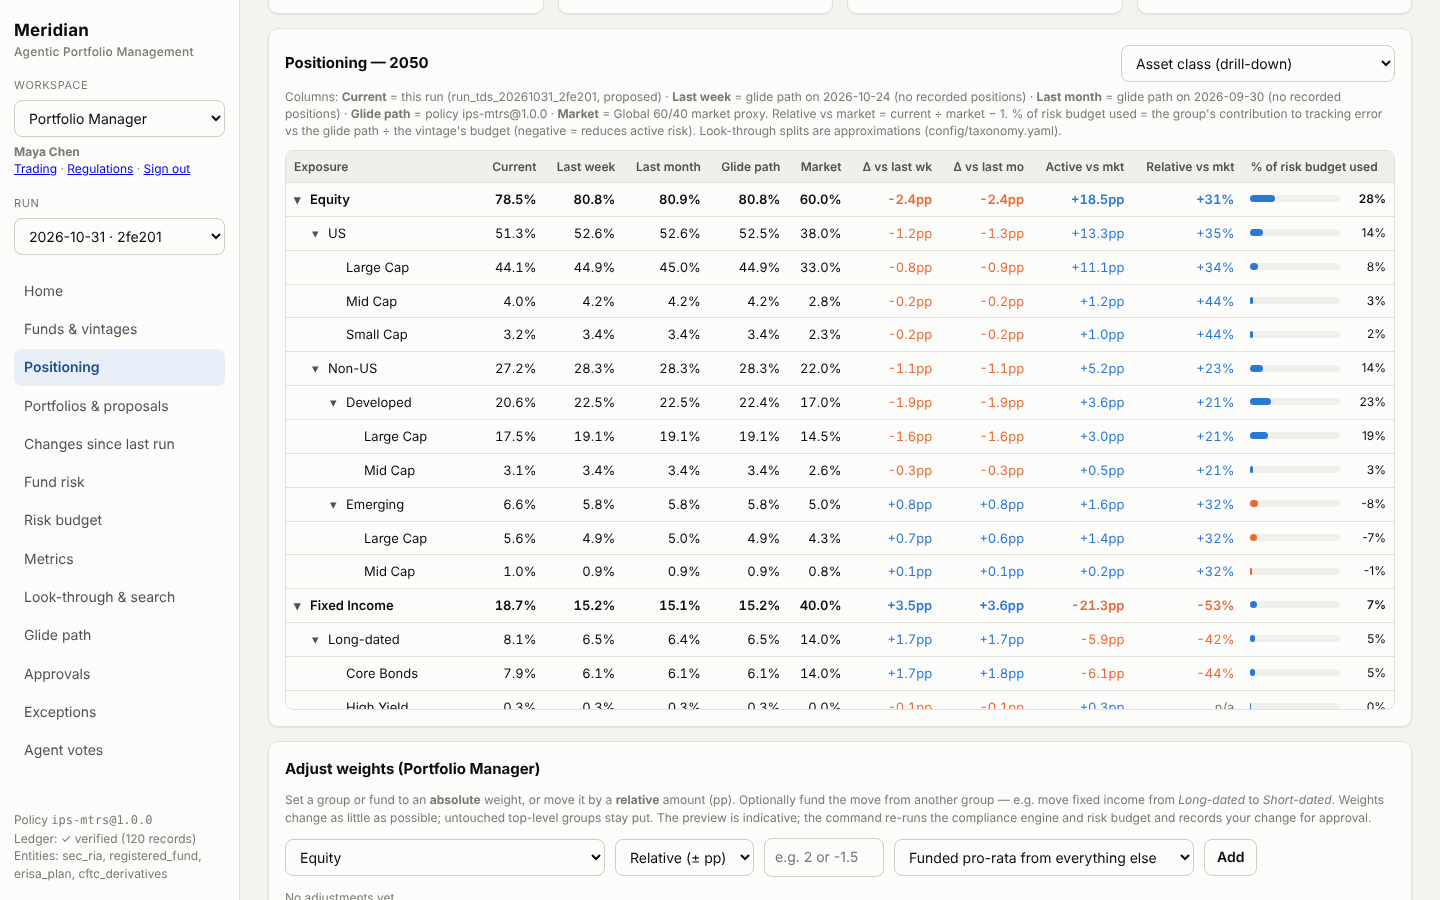 Meridian
Agentic Portfolio Management
WORKSPACE
Portfolio Manager
Maya Chen
Trading · Regulations · Sign out
RUN
2026-10-31 · 2fe201
Home
Funds & vintages
Positioning
Portfolios & proposals
Changes since last run
Fund risk
Risk budget
Metrics
Look-through & search
Glide path
Approvals
Exceptions
Agent votes
Policy ips-mtrs@1.0.0
Ledger: ✓ verified (120 records)
Entities: sec_ria, registered_fund,
erisa_plan, cftc_derivatives
Positioning — 2050
Asset class (drill-down)
Columns: Current = this run (run_tds_20261031_2fe201, proposed) · Last week = glide path on 2026-10-24 (no recorded positions) · Last month = glide path on 2026-09-30 (no recorded
positions) · Glide path = policy ips-mtrs@1.0.0 · Market = Global 60/40 market proxy. Relative vs market = current ÷ market − 1. % of risk budget used = the group's contribution to tracking error
vs the glide path ÷ the vintage's budget (negative = reduces active risk). Look-through splits are approximations (config/taxonomy.yaml).
Exposure Current Last week Last month Glide path Market Δ vs last wk Δ vs last mo Active vs mkt Relative vs mkt % of risk budget used
▾ Equity 78.5% 80.8% 80.9% 80.8% 60.0% -2.4pp -2.4pp +18.5pp +31% 28%
▾ US 51.3% 52.6% 52.6% 52.5% 38.0% -1.2pp -1.3pp +13.3pp +35% 14%
Large Cap 44.1% 44.9% 45.0% 44.9% 33.0% -0.8pp -0.9pp +11.1pp +34% 8%
Mid Cap 4.0% 4.2% 4.2% 4.2% 2.8% -0.2pp -0.2pp +1.2pp +44% 3%
Small Cap 3.2% 3.4% 3.4% 3.4% 2.3% -0.2pp -0.2pp +1.0pp +44% 2%
▾ Non-US 27.2% 28.3% 28.3% 28.3% 22.0% -1.1pp -1.1pp +5.2pp +23% 14%
▾ Developed 20.6% 22.5% 22.5% 22.4% 17.0% -1.9pp -1.9pp +3.6pp +21% 23%
Large Cap 17.5% 19.1% 19.1% 19.1% 14.5% -1.6pp -1.6pp +3.0pp +21% 19%
Mid Cap 3.1% 3.4% 3.4% 3.4% 2.6% -0.3pp -0.3pp +0.5pp +21% 3%
▾ Emerging 6.6% 5.8% 5.8% 5.8% 5.0% +0.8pp +0.8pp +1.6pp +32% -8%
Large Cap 5.6% 4.9% 5.0% 4.9% 4.3% +0.7pp +0.6pp +1.4pp +32% -7%
Mid Cap 1.0% 0.9% 0.9% 0.9% 0.8% +0.1pp +0.1pp +0.2pp +32% -1%
▾ Fixed Income 18.7% 15.2% 15.1% 15.2% 40.0% +3.5pp +3.6pp -21.3pp -53% 7%
▾ Long-dated 8.1% 6.5% 6.4% 6.5% 14.0% +1.7pp +1.7pp -5.9pp -42% 5%
Core Bonds 7.9% 6.1% 6.1% 6.1% 14.0% +1.7pp +1.8pp -6.1pp -44% 5%
High Yield 0.3% 0.3% 0.3% 0.3% 0.0% -0.1pp -0.1pp +0.3pp n/a 0%
Adjust weights (Portfolio Manager)
Set a group or fund to an absolute weight, or move it by a relative amount (pp). Optionally fund the move from another group — e.g. move fixed income from Long-dated to Short-dated. Weights
change as little as possible; untouched top-level groups stay put. The preview is indicative; the command re-runs the compliance engine and risk budget and records your change for approval.
Equity Relative (± pp) e.g. 2 or -1.5 Funded pro-rata from everything else Add
No adjustments yet